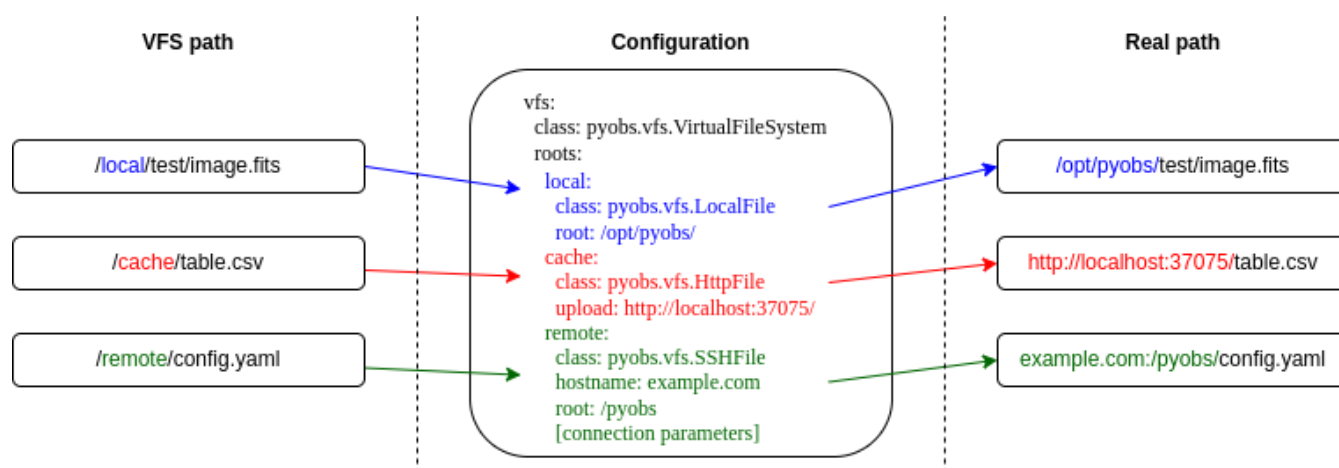 VFS path
Configuration
Real path
/local/test/image.fits
/cache/table.csv
/remote/config.yaml
vfs:
class: pyobs.vfs.VirtualFileSystem
roots:
local:
class: pyobs.vfs.LocalFile
root: /opt/pyobs/
cache:
class: pyobs.vfs.HttpFile
upload: http://localhost:37075/
remote:
class: pyobs.vfs.SSHFile
hostname: example.com
root: /pyobs
[connection parameters]
/opt/pyobs/test/image.fits
http://localhost:37075/table.csv
example.com:/pyobs/config.yaml